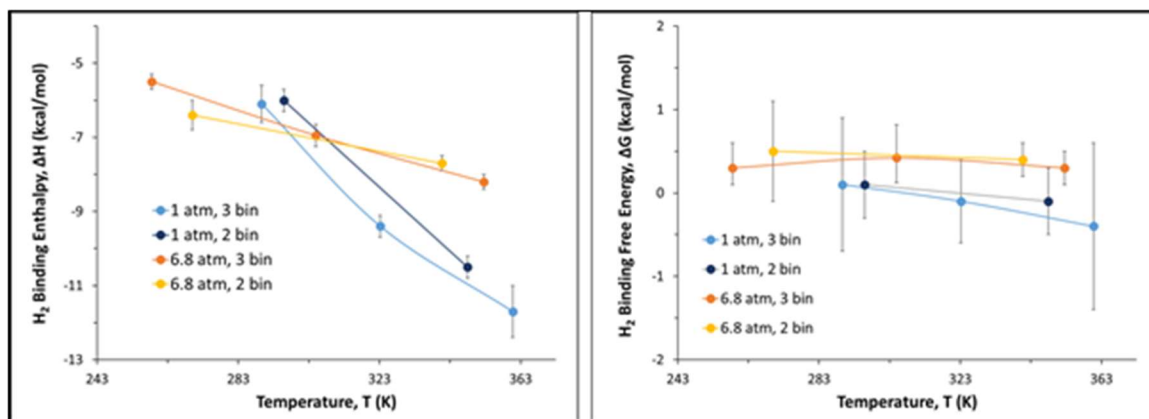 H₂ Binding Enthalpy, ΔH (kcal/mol)
-5
-7
-9
-11
-13
1 atm, 3 bin
1 atm, 2 bin
6.8 atm, 3 bin
6.8 atm, 2 bin
243 283 323 363
Temperature, T (K)
H₂ Binding Free Energy, ΔG (kcal/mol)
2
1
0
-1
-2
1 atm, 3 bin
1 atm, 2 bin
6.8 atm, 3 bin
6.8 atm, 2 bin
243 283 323 363
Temperature, T (K)